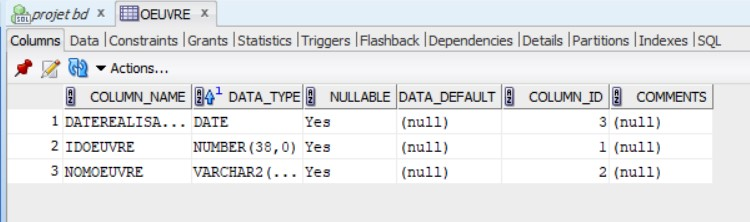 projet bd x OEUVRE x
Columns Data Constraints Grants Statistics Triggers Flashback Dependencies Details Partitions Indexes SQL
Actions...
COLUMN_NAME 1 DATA_TYPE NULLABLE DATA_DEFAULT COLUMN_ID COMMENTS
1 DATEREALISA... DATE Yes (null) 3 (null)
2 IDOEUVRE NUMBER(38,0) Yes (null) 1 (null)
3 NOMOEUVRE VARCHAR2(... Yes (null) 2 (null)